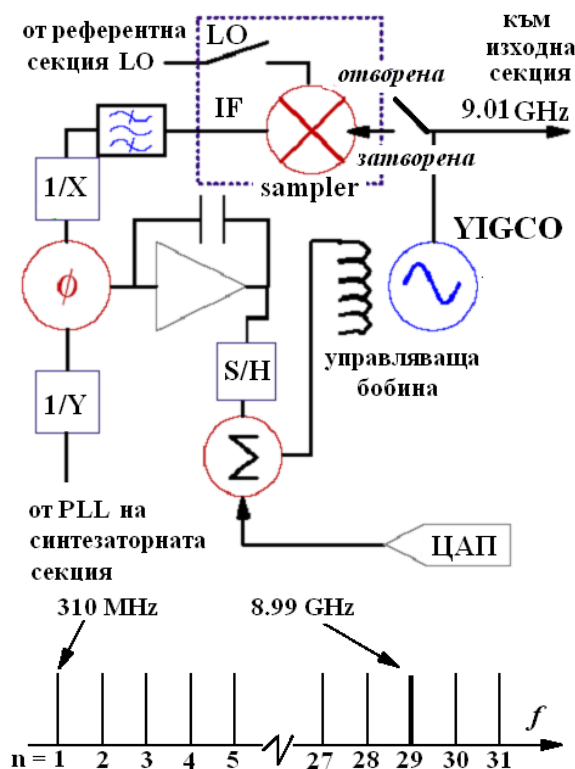 от референтна
секция LO
LO
към
изходна
секция
отворена
9.01 GHz
IF
затворена
sampler
1/X
YIGCO
ϕ
S/H
управляваща
бобина
1/Y
Σ
от PLL на
синтезаторната
секция
ЦАП
310 MHz
8.99 GHz
f
n = 1 2 3 4 5 27 28 29 30 31